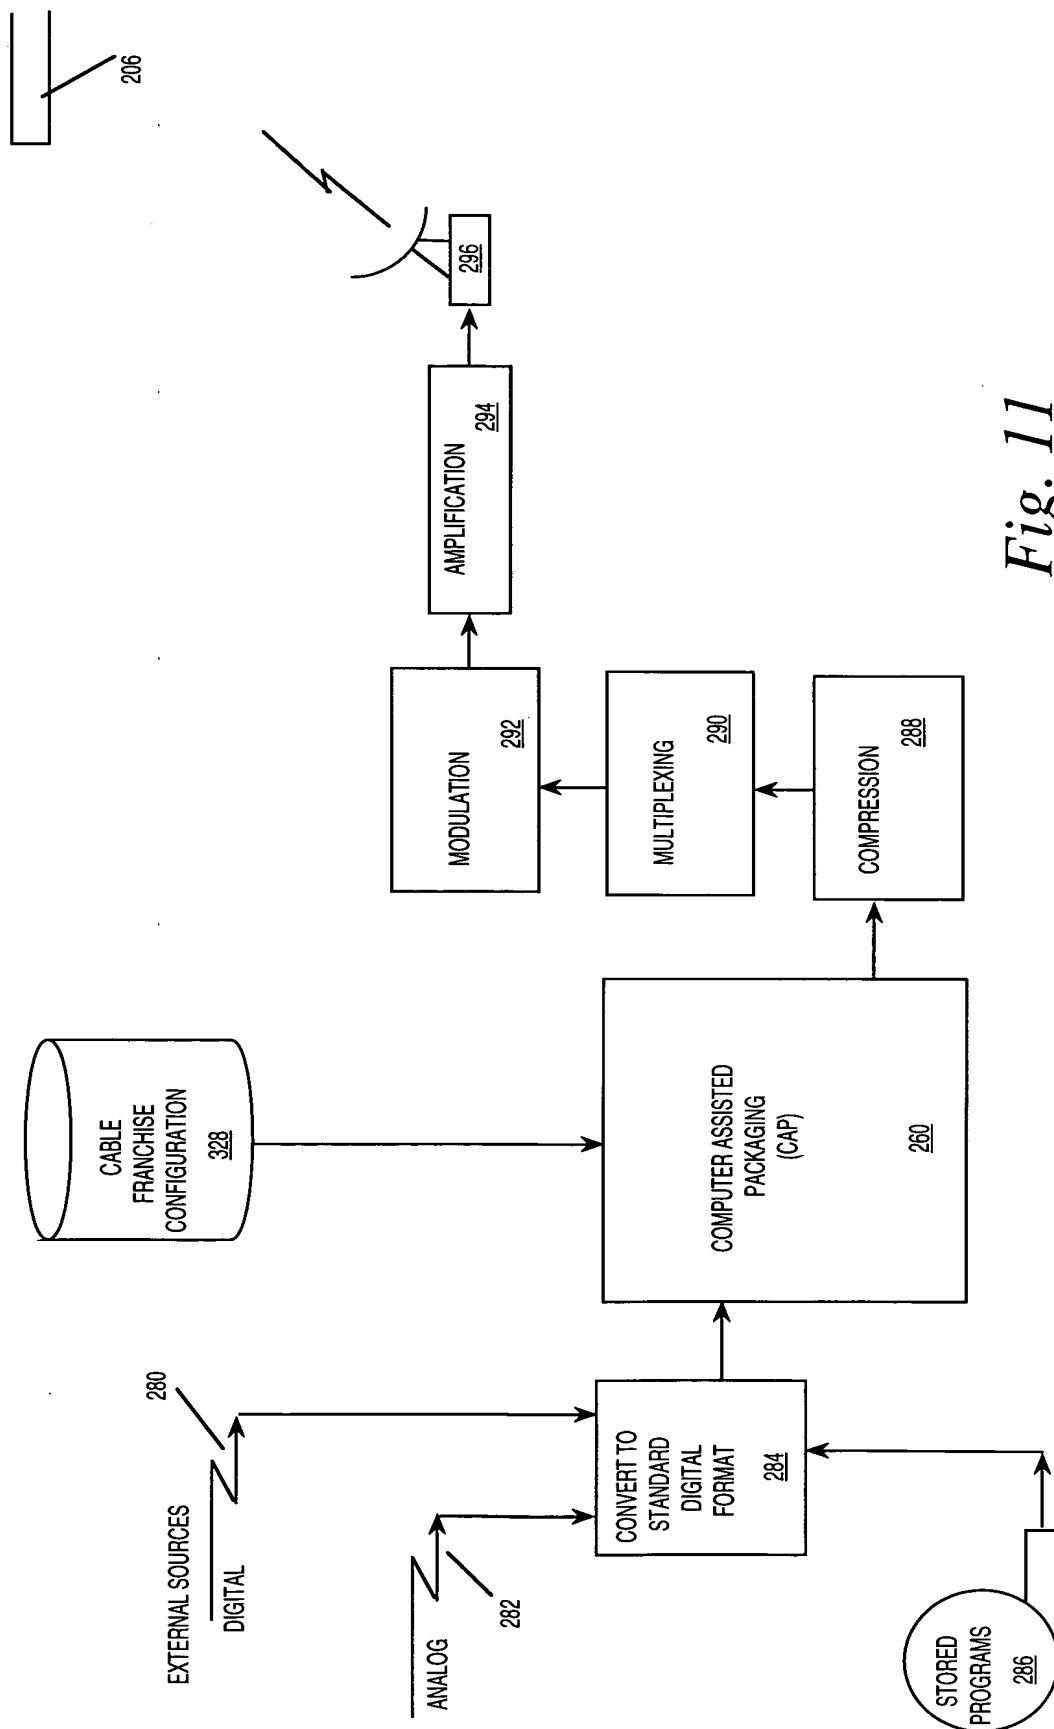 EXTERNAL SOURCES
DIGITAL
280
ANALOG
282
STORED
PROGRAMS
286
CONVERT TO
STANDARD
DIGITAL
FORMAT
284
CABLE
FRANCHISE
CONFIGURATION
328
COMPUTER ASSISTED
PACKAGING
(CAP)
260
COMPRESSION
288
MULTIPLEXING
290
MODULATION
292
AMPLIFICATION
294
296
206
Fig. 11